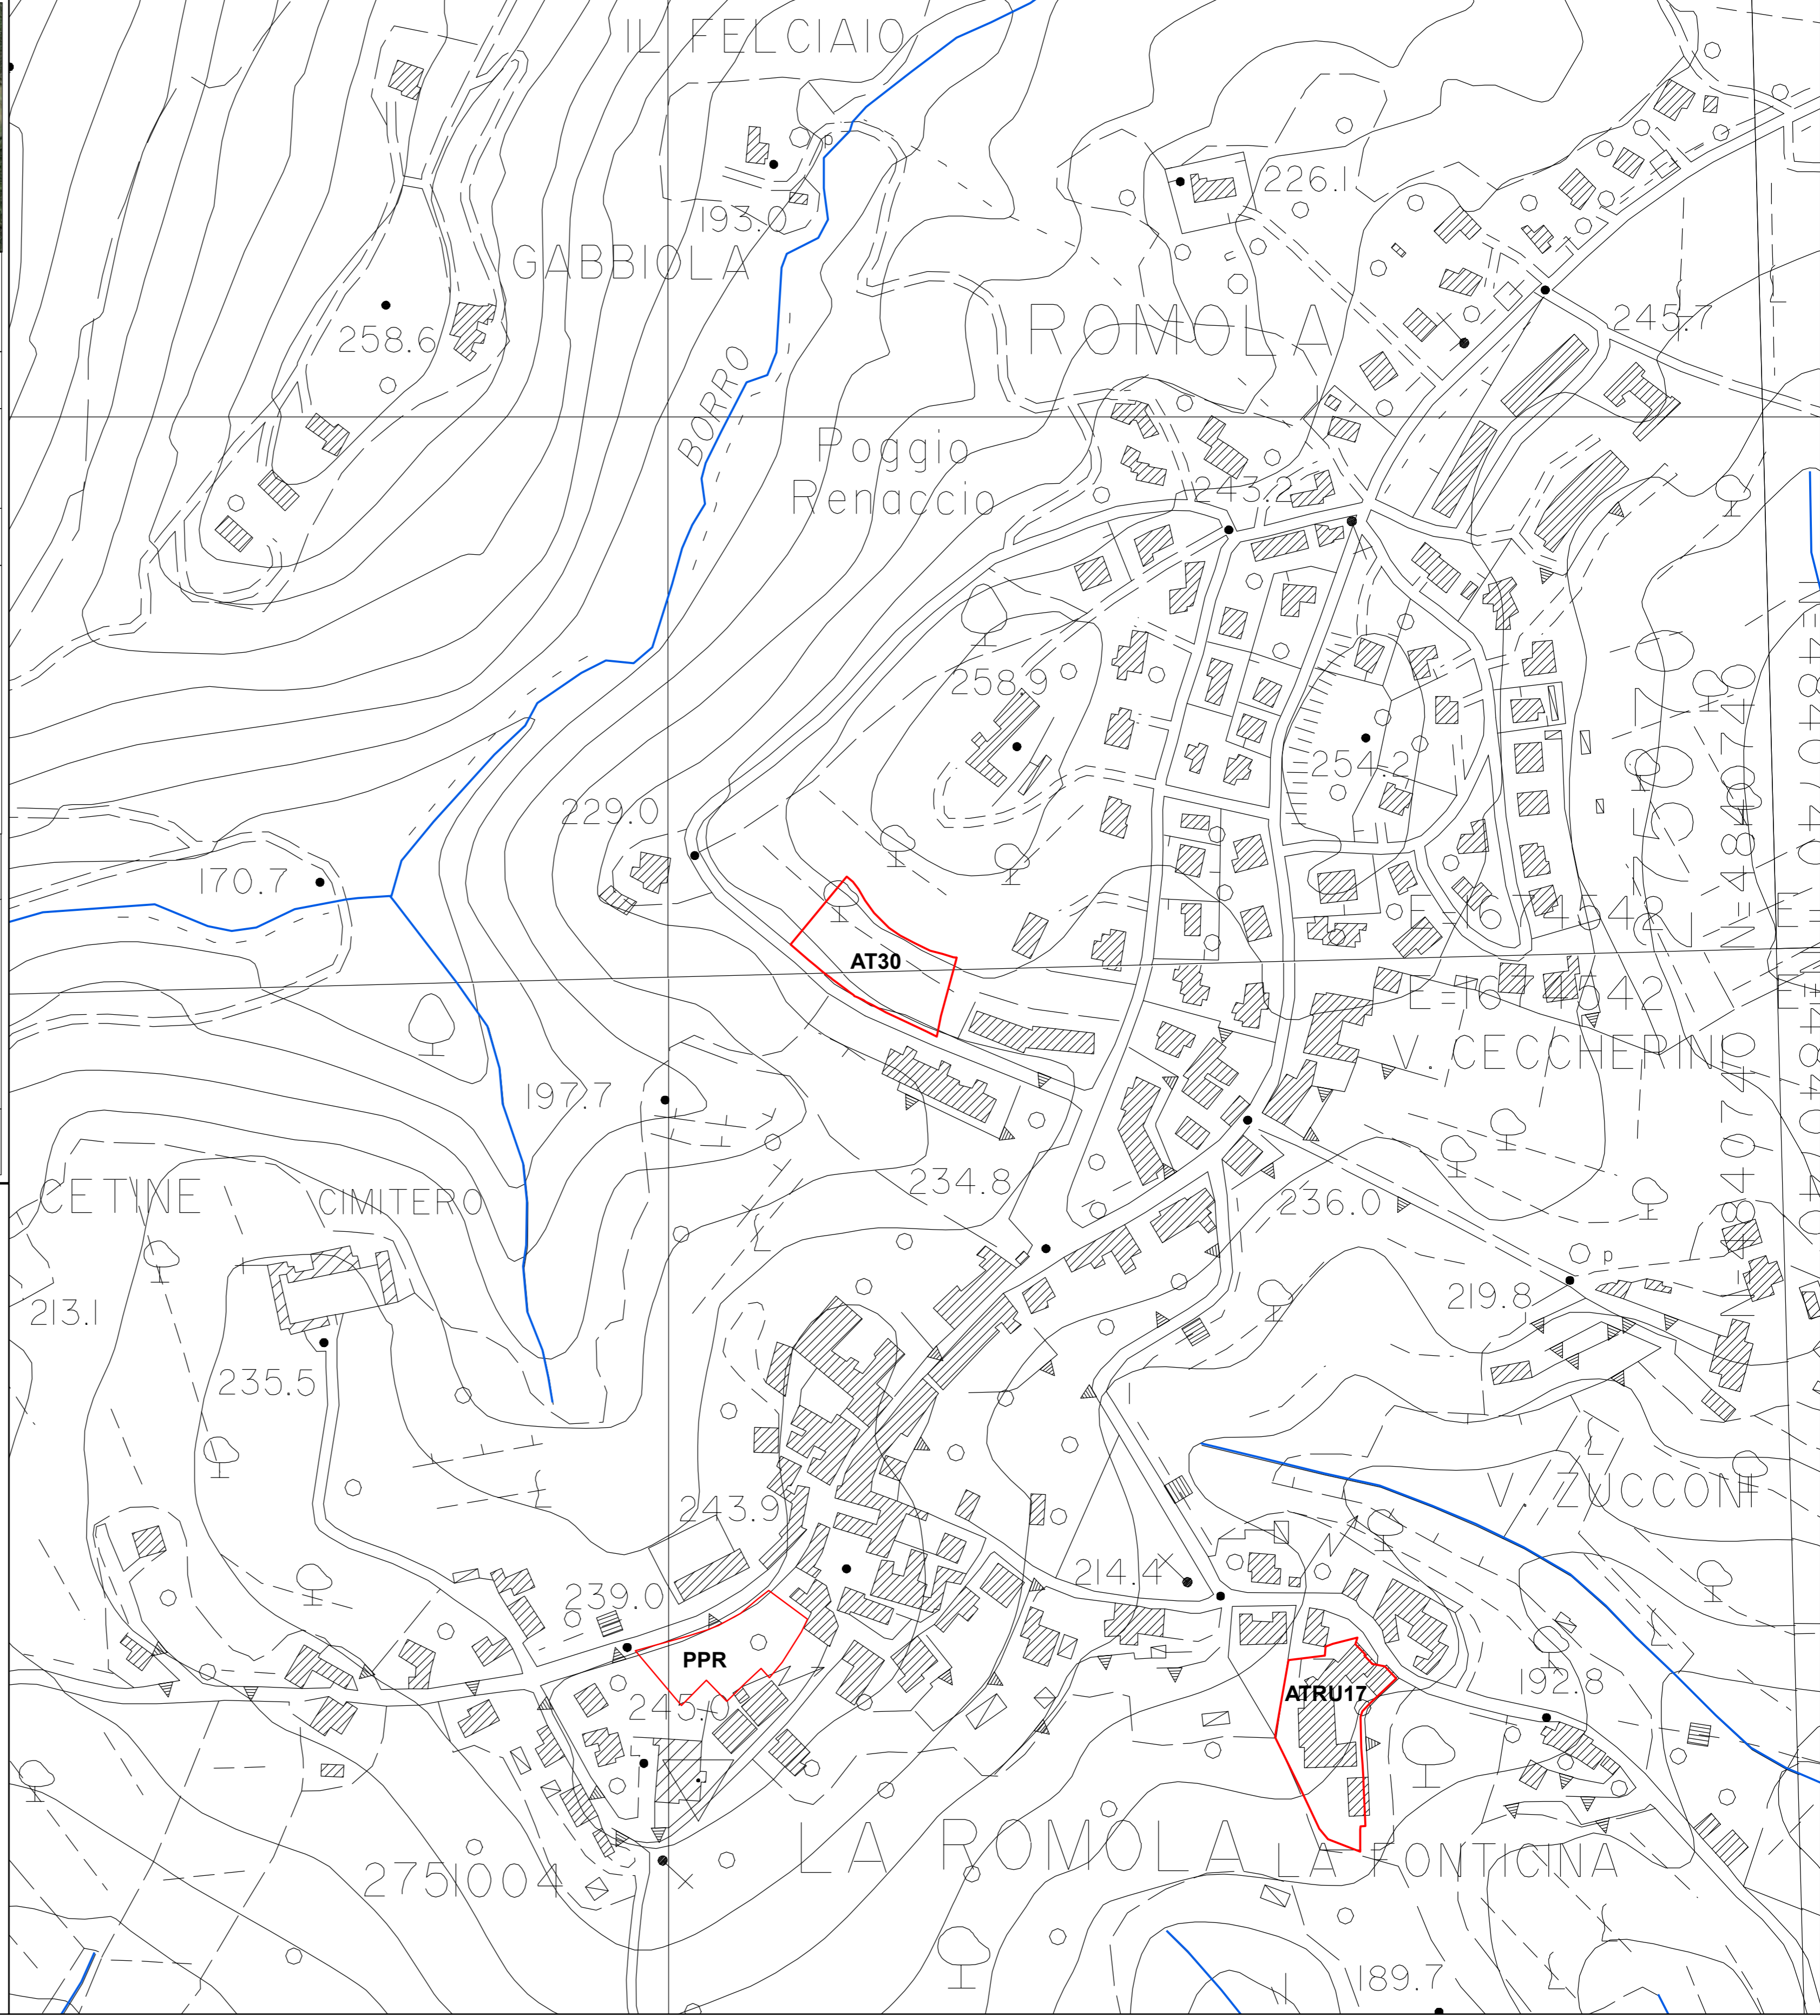 IL FELCIAIO
p
226.1
193.0
GABBIOLA
258.6
ROMOLA
245.7
BORRO
Poggio
Renaccio
243.2
258.9
254.2
229.0
170.7
AT30
V. CECCHERINI
197.7
234.8
236.0
CETINE
CIMITERO
p
213.1
219.8
235.5
V. ZUCCONI
243.9
214.4
239.0
PPR
ATRU17
192.8
245.0
LA ROMOLA
LA FONTICINA
2751004
189.7